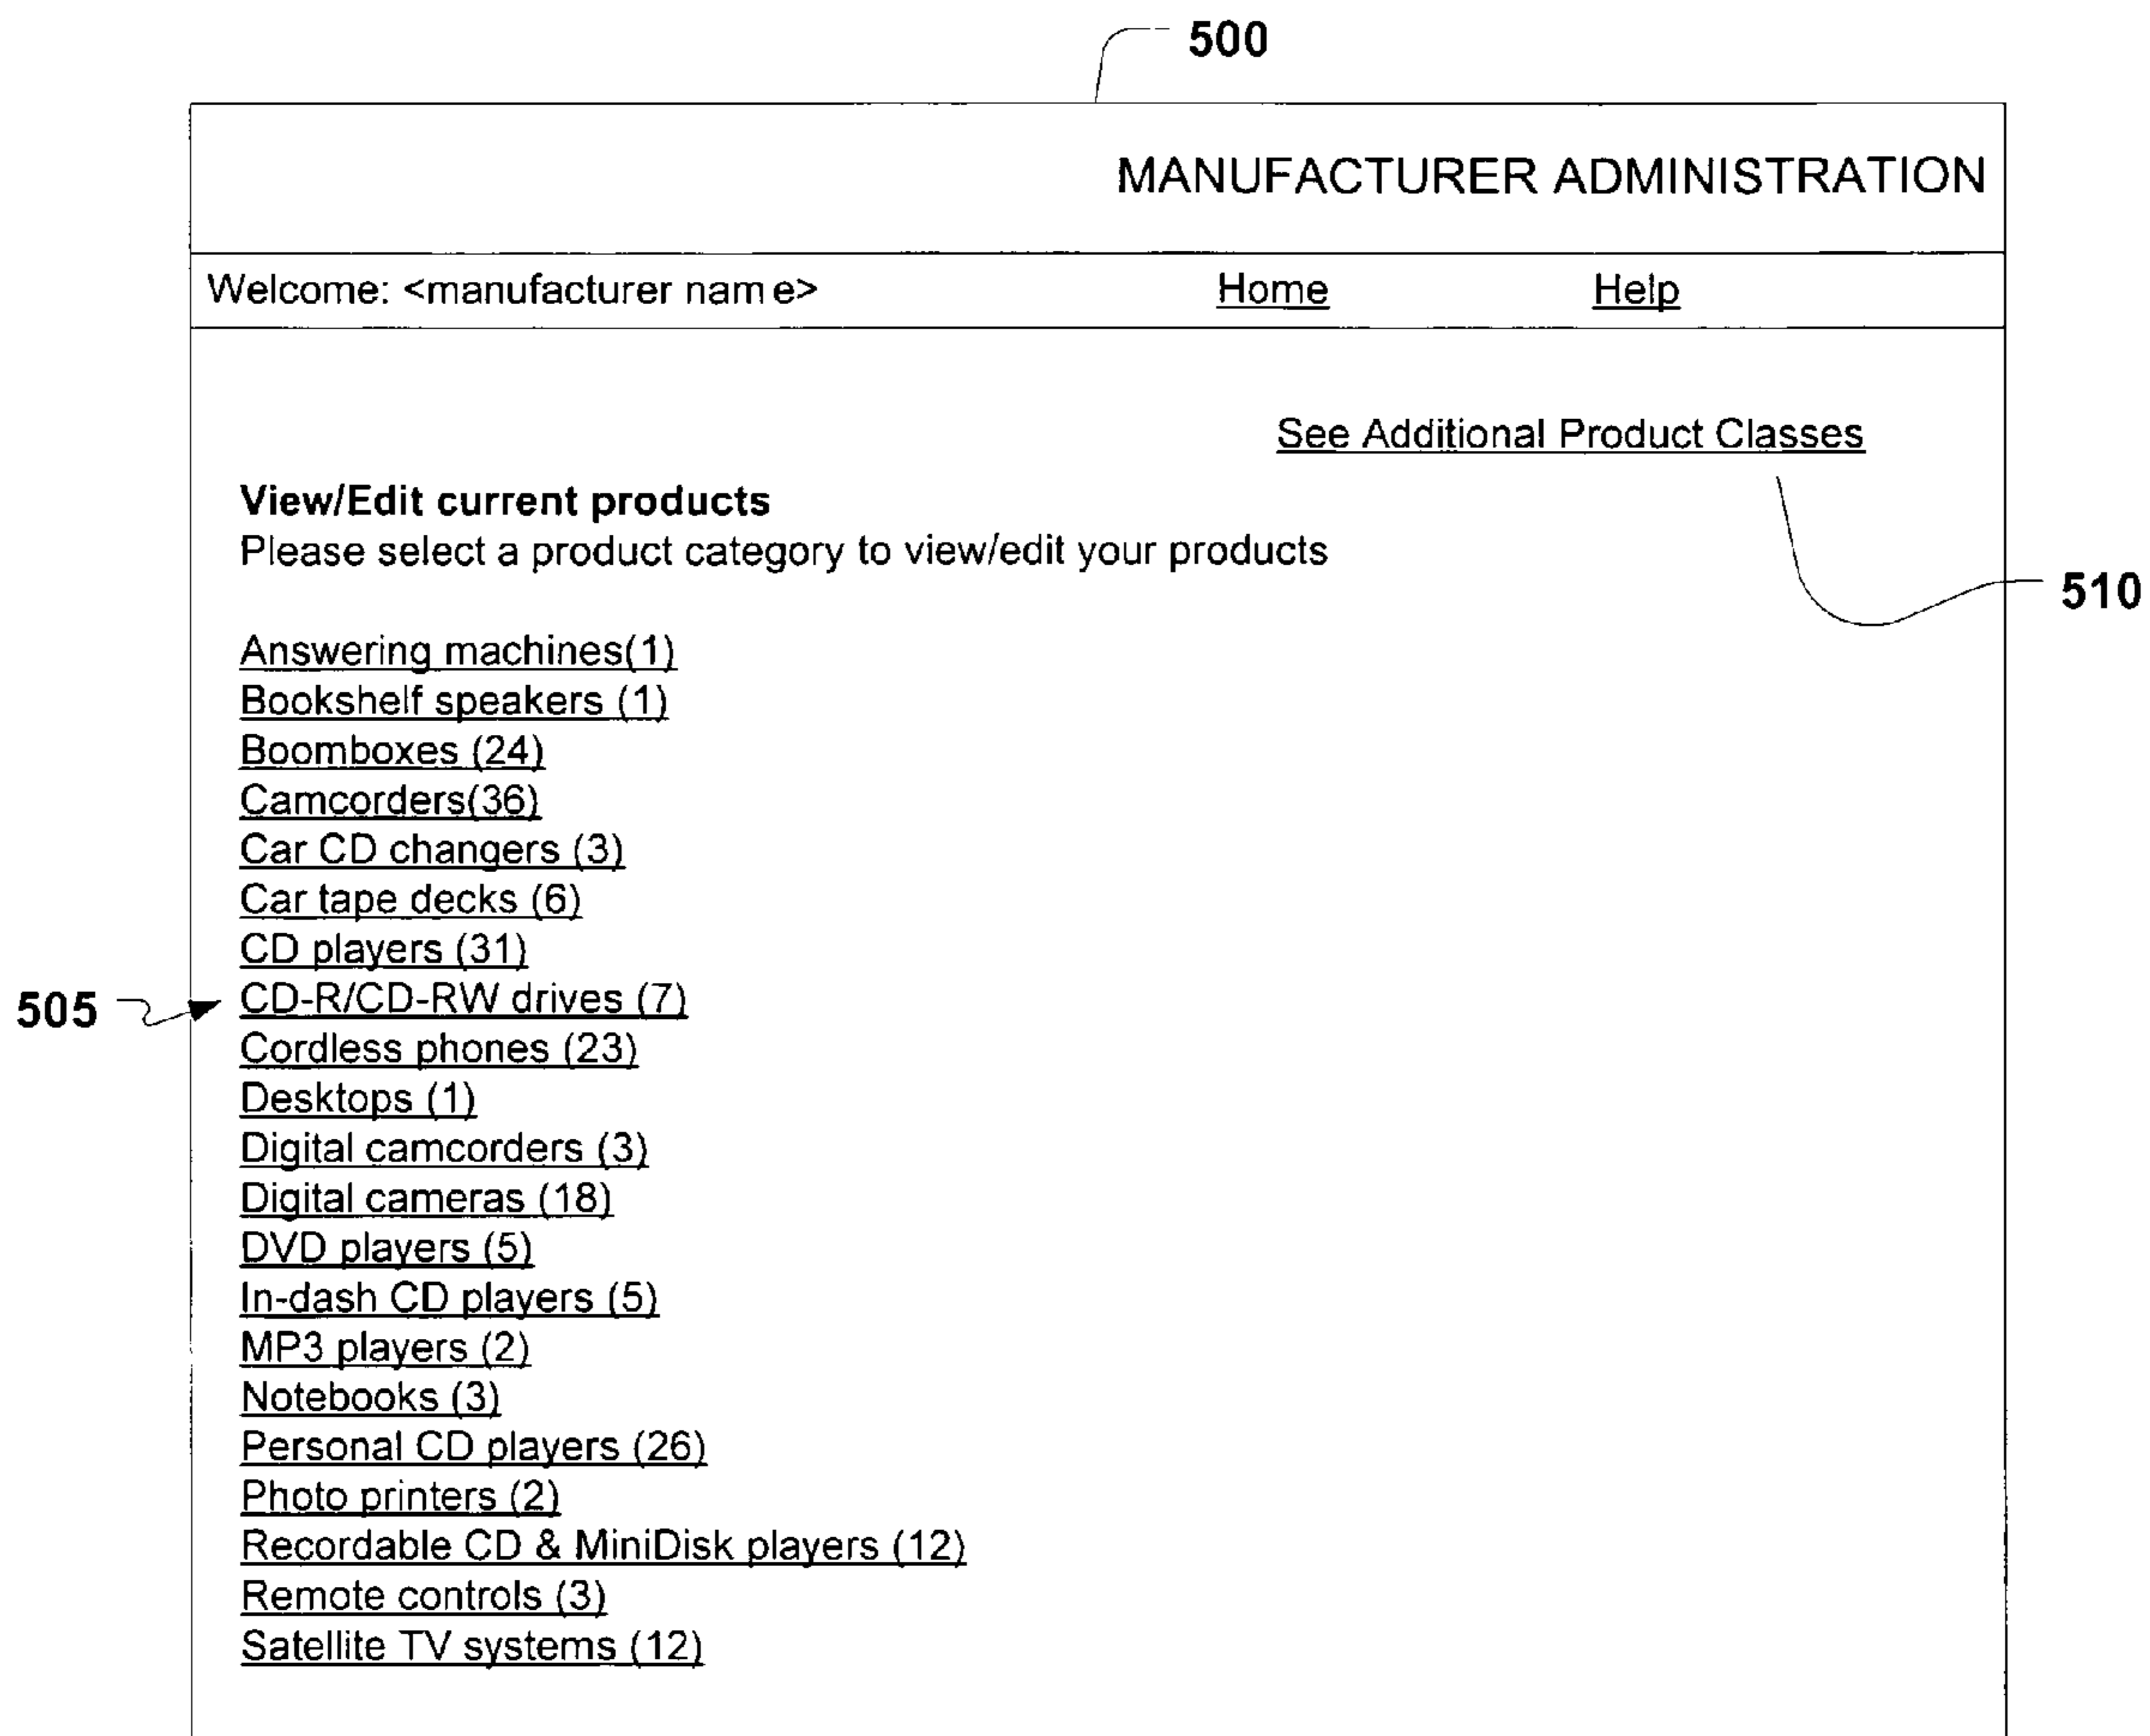 500
MANUFACTURER ADMINISTRATION
Welcome: <manufacturer name> Home Help
See Additional Product Classes
View/Edit current products
Please select a product category to view/edit your products
510
Answering machines(1)
Bookshelf speakers (1)
Boomboxes (24)
Camcorders(36)
Car CD changers (3)
Car tape decks (6)
CD players (31)
505 CD-R/CD-RW drives (7)
Cordless phones (23)
Desktops (1)
Digital camcorders (3)
Digital cameras (18)
DVD players (5)
In-dash CD players (5)
MP3 players (2)
Notebooks (3)
Personal CD players (26)
Photo printers (2)
Recordable CD & MiniDisk players (12)
Remote controls (3)
Satellite TV systems (12)